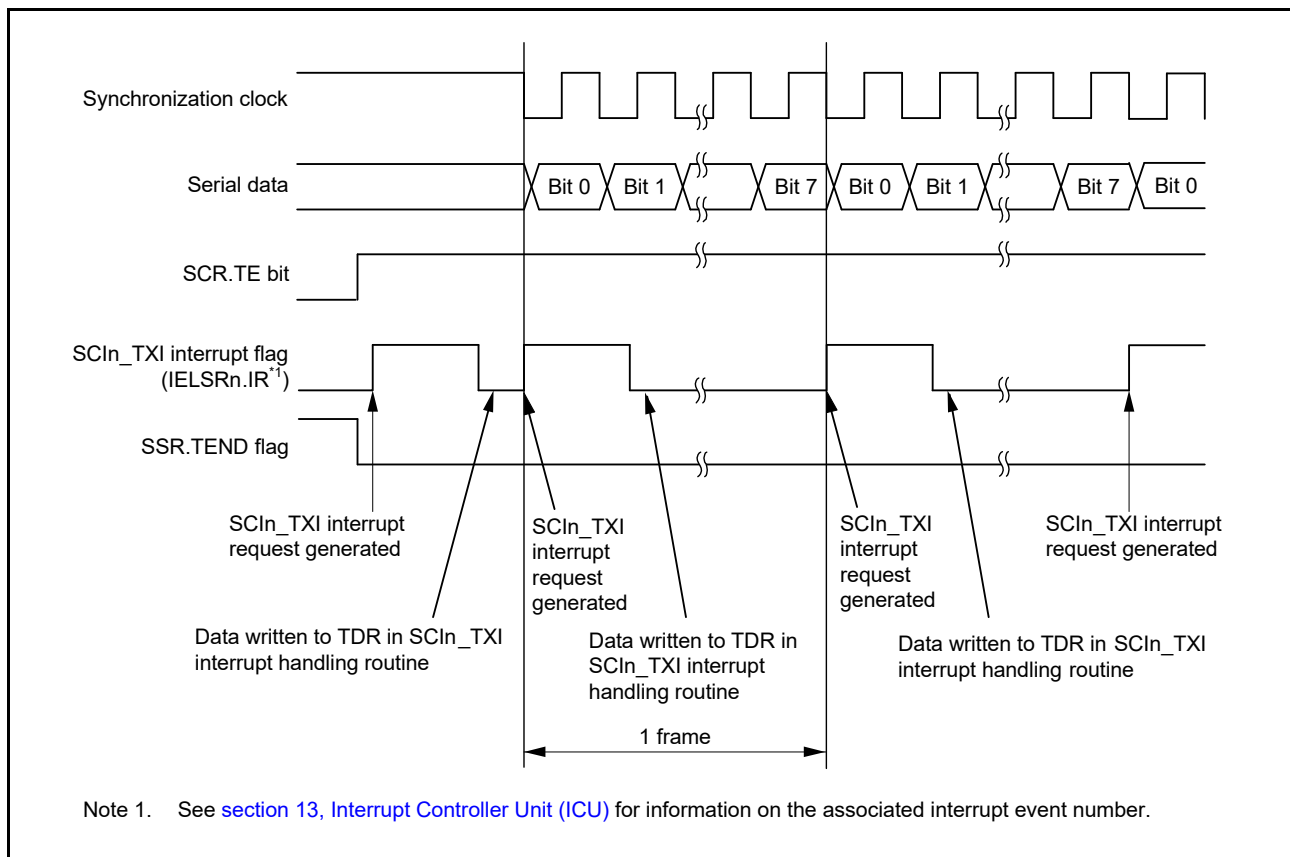 Synchronization clock
Serial data
Bit 0 Bit 1 Bit 7 Bit 0 Bit 1 Bit 7 Bit 0
SCR.TE bit
SCIn_TXI interrupt flag
(IELSRn.IR*1)
SSR.TEND flag
SCIn_TXI interrupt
request generated
SCIn_TXI
interrupt
request
generated
SCIn_TXI
interrupt
request
generated
SCIn_TXI interrupt
request generated
Data written to TDR in SCIn_TXI
interrupt handling routine
Data written to TDR in
SCIn_TXI interrupt
handling routine
Data written to TDR in SCIn_TXI
interrupt handling routine
1 frame
Note 1. See section 13, Interrupt Controller Unit (ICU) for information on the associated interrupt event number.